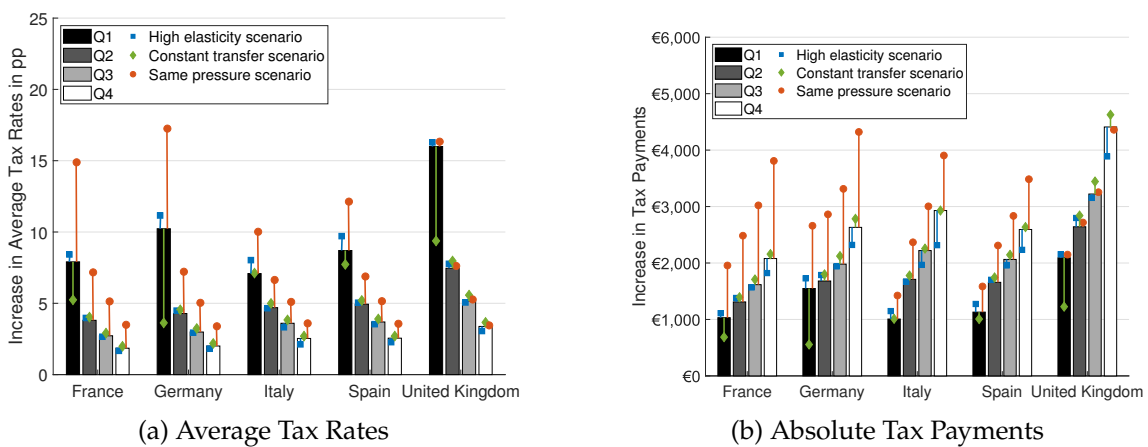 25
20
15
10
5
0
Increase in Average Tax Rates in pp
Q1
Q2
Q3
Q4
High elasticity scenario
Constant transfer scenario
Same pressure scenario
France
Germany
Italy
Spain
United Kingdom
(a) Average Tax Rates
€6,000
€5,000
€4,000
€3,000
€2,000
€1,000
€0
Increase in Tax Payments
Q1
Q2
Q3
Q4
High elasticity scenario
Constant transfer scenario
Same pressure scenario
France
Germany
Italy
Spain
United Kingdom
(b) Absolute Tax Payments